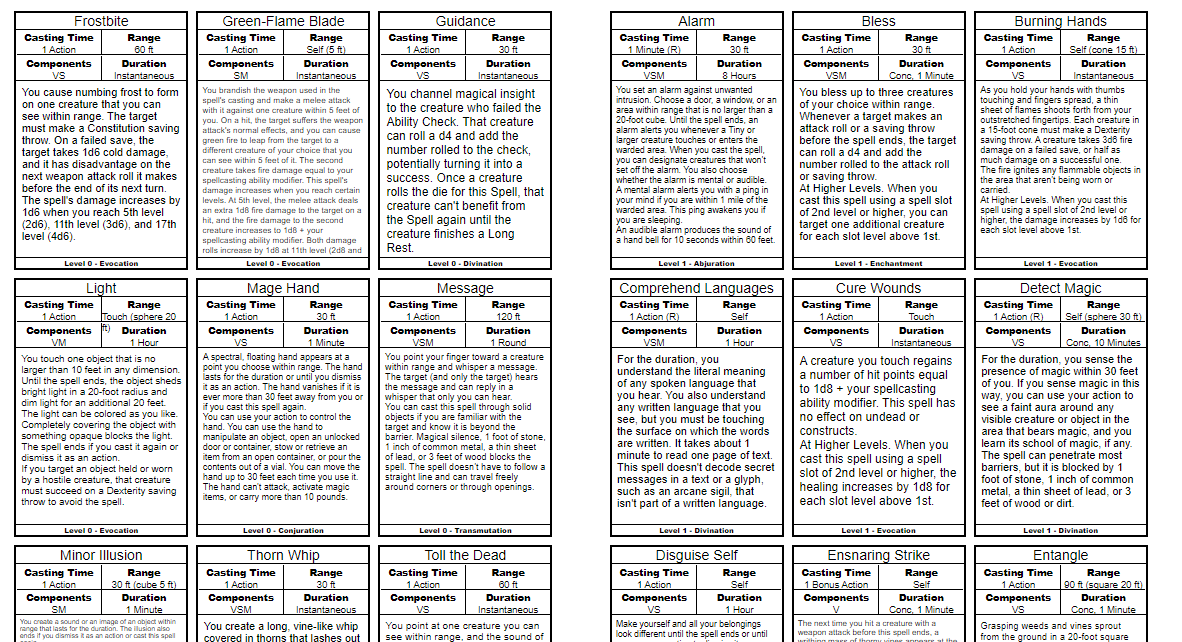 Frostbite
Casting Time Range
1 Action 60 ft
Components Duration
VS Instantaneous
You cause numbing frost to form
on one creature that you can
see within range. The target
must make a Constitution saving
throw. On a failed save, the
target takes 1d6 cold damage,
and it has disadvantage on the
next weapon attack roll it makes
before the end of its next turn.
The spell's damage increases by
1d6 when you reach 5th level
(2d6), 11th level (3d6), and 17th
level (4d6).
Level 0 - Evocation
Green-Flame Blade
Casting Time Range
1 Action Self (5 ft)
Components Duration
SM Instantaneous
You brandish the weapon used in the
spell's casting and make a melee attack
with it against one creature within 5 feet of
you. On a hit, the target suffers the weapon
attack's normal effects, and you can cause
green fire to leap from the target to a
different creature of your choice that you
can see within 5 feet of it. The second
creature takes fire damage equal to your
spellcasting ability modifier. This spell's
damage increases when you reach certain
levels. At 5th level, the melee attack deals
an extra 1d8 fire damage to the target on a
hit, and the fire damage to the second
creature increases to 1d8 + your
spellcasting ability modifier. Both damage
rolls increase by 1d8 at 11th level (2d8 and
Level 0 - Evocation
Guidance
Casting Time Range
1 Action 30 ft
Components Duration
VS Instantaneous
You channel magical insight
to the creature who failed the
Ability Check. That creature
can roll a d4 and add the
number rolled to the check,
potentially turning it into a
success. Once a creature
rolls the die for this Spell, that
creature can't benefit from
the Spell again until the
creature finishes a Long
Rest.
Level 0 - Divination
Alarm
Casting Time Range
1 Minute (R) 30 ft
Components Duration
VSM 8 Hours
You set an alarm against unwanted
intrusion. Choose a door, a window, or an
area within range that is no larger than a
20-foot cube. Until the spell ends, an
alarm alerts you whenever a Tiny or
larger creature touches or enters the
warded area. When you cast the spell,
you can designate creatures that won't
set off the alarm. You also choose
whether the alarm is mental or audible.
A mental alarm alerts you with a ping in
your mind if you are within 1 mile of the
warded area. This ping awakens you if
you are sleeping.
An audible alarm produces the sound of
a hand bell for 10 seconds within 60 feet.
Level 1 - Abjuration
Bless
Casting Time Range
1 Action 30 ft
Components Duration
VSM Conc, 1 Minute
You bless up to three creatures
of your choice within range.
Whenever a target makes an
attack roll or a saving throw
before the spell ends, the target
can roll a d4 and add the
number rolled to the attack roll
or saving throw.
At Higher Levels. When you
cast this spell using a spell slot
of 2nd level or higher, you can
target one additional creature
for each slot level above 1st.
Level 1 - Enchantment
Burning Hands
Casting Time Range
1 Action Self (cone 15 ft)
Components Duration
VS Instantaneous
As you hold your hands with thumbs
touching and fingers spread, a thin
sheet of flames shoots forth from your
outstretched fingertips. Each creature in
a 15-foot cone must make a Dexterity
saving throw. A creature takes 3d6 fire
damage on a failed save, or half as
much damage on a successful one.
The fire ignites any flammable objects in
the area that aren't being worn or
carried.
At Higher Levels. When you cast this
spell using a spell slot of 2nd level or
higher, the damage increases by 1d6 for
each slot level above 1st.
Level 1 - Evocation
Light
Casting Time Range
1 Action Touch (sphere 20
ft)
Components Duration
VM 1 Hour
You touch one object that is no
larger than 10 feet in any dimension.
Until the spell ends, the object sheds
bright light in a 20-foot radius and
dim light for an additional 20 feet.
The light can be colored as you like.
Completely covering the object with
something opaque blocks the light.
The spell ends if you cast it again or
dismiss it as an action.
If you target an object held or worn
by a hostile creature, that creature
must succeed on a Dexterity saving
throw to avoid the spell.
Level 0 - Evocation
Mage Hand
Casting Time Range
1 Action 30 ft
Components Duration
VS 1 Minute
A spectral, floating hand appears at a
point you choose within range. The hand
lasts for the duration or until you dismiss
it as an action. The hand vanishes if it is
ever more than 30 feet away from you or
if you cast this spell again.
You can use your action to control the
hand. You can use the hand to
manipulate an object, open an unlocked
door or container, stow or retrieve an
item from an open container, or pour the
contents out of a vial. You can move the
hand up to 30 feet each time you use it.
The hand can't attack, activate magic
items, or carry more than 10 pounds.
Level 0 - Conjuration
Message
Casting Time Range
1 Action 120 ft
Components Duration
VSM 1 Round
You point your finger toward a creature
within range and whisper a message.
The target (and only the target) hears
the message and can reply in a
whisper that only you can hear.
You can cast this spell through solid
objects if you are familiar with the
target and know it is beyond the
barrier. Magical silence, 1 foot of stone,
1 inch of common metal, a thin sheet
of lead, or 3 feet of wood blocks the
spell. The spell doesn't have to follow a
straight line and can travel freely
around corners or through openings.
Level 0 - Transmutation
Comprehend Languages
Casting Time Range
1 Action (R) Self
Components Duration
VSM 1 Hour
For the duration, you
understand the literal meaning
of any spoken language that
you hear. You also understand
any written language that you
see, but you must be touching
the surface on which the words
are written. It takes about 1
minute to read one page of text.
This spell doesn't decode secret
messages in a text or a glyph,
such as an arcane sigil, that
isn't part of a written language.
Level 1 - Divination
Cure Wounds
Casting Time Range
1 Action Touch
Components Duration
VS Instantaneous
A creature you touch regains
a number of hit points equal
to 1d8 + your spellcasting
ability modifier. This spell has
no effect on undead or
constructs.
At Higher Levels. When you
cast this spell using a spell
slot of 2nd level or higher, the
healing increases by 1d8 for
each slot level above 1st.
Level 1 - Evocation
Detect Magic
Casting Time Range
1 Action (R) Self (sphere 30 ft)
Components Duration
VS Conc, 10 Minutes
For the duration, you sense the
presence of magic within 30 feet
of you. If you sense magic in this
way, you can use your action to
see a faint aura around any
visible creature or object in the
area that bears magic, and you
learn its school of magic, if any.
The spell can penetrate most
barriers, but it is blocked by 1
foot of stone, 1 inch of common
metal, a thin sheet of lead, or 3
feet of wood or dirt.
Level 1 - Divination
Minor Illusion
Casting Time Range
1 Action 30 ft (cube 5 ft)
Components Duration
SM 1 Minute
You create a sound or an image of an object within
range that lasts for the duration. The illusion also
ends if you dismiss it as an action or cast this spell
Thorn Whip
Casting Time Range
1 Action 30 ft
Components Duration
VSM Instantaneous
You create a long, vine-like whip
covered in thorns that lashes out
Toll the Dead
Casting Time Range
1 Action 60 ft
Components Duration
VS Instantaneous
You point at one creature you can
see within range, and the sound of
Disguise Self
Casting Time Range
1 Action Self
Components Duration
VS 1 Hour
Make yourself and all your belongings
look different until the spell ends or until
Ensnaring Strike
Casting Time Range
1 Bonus Action Self
Components Duration
V Conc, 1 Minute
The next time you hit a creature with a
weapon attack before this spell ends, a
Entangle
Casting Time Range
1 Action 90 ft (square 20 ft)
Components Duration
VS Conc, 1 Minute
Grasping weeds and vines sprout
from the ground in a 20-foot square